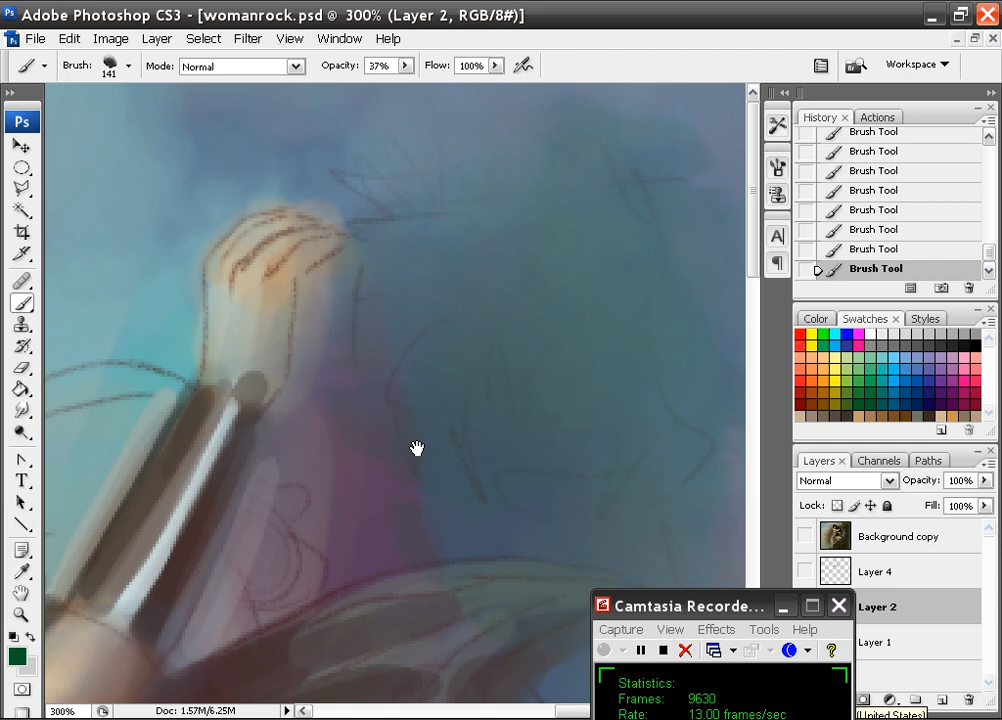 Ps Adobe Photoshop CS3 - [womanrock.psd @ 300% (Layer 2, RGB/8#)]
Ps File Edit Image Layer Select Filter View Window Help
Brush: 141 Mode: Normal Opacity: 37% Flow: 100% Workspace
Ps
T
History Actions
Brush Tool
Brush Tool
Brush Tool
Brush Tool
Brush Tool
Brush Tool
Brush Tool
Brush Tool
A
Color Swatches Styles
Layers Channels Paths
Normal Opacity: 100%
Lock: Fill: 100%
Background copy
Layer 4
Layer 2
Layer 1
Camtasia Recorde...
Capture View Effects Tools Help
Statistics:
Frames: 9630
Rate: 13.00 frames/sec
(United States)
300% Doc: 1.57M/6.25M